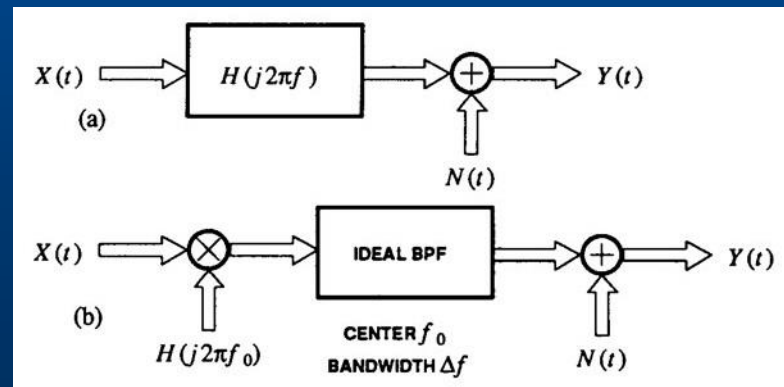 X(t) H(j2πf) + Y(t)
(a)
N(t)
X(t) × IDEAL BPF + Y(t)
(b)
CENTER f₀
H(j2πf₀) BANDWIDTH Δf N(t)